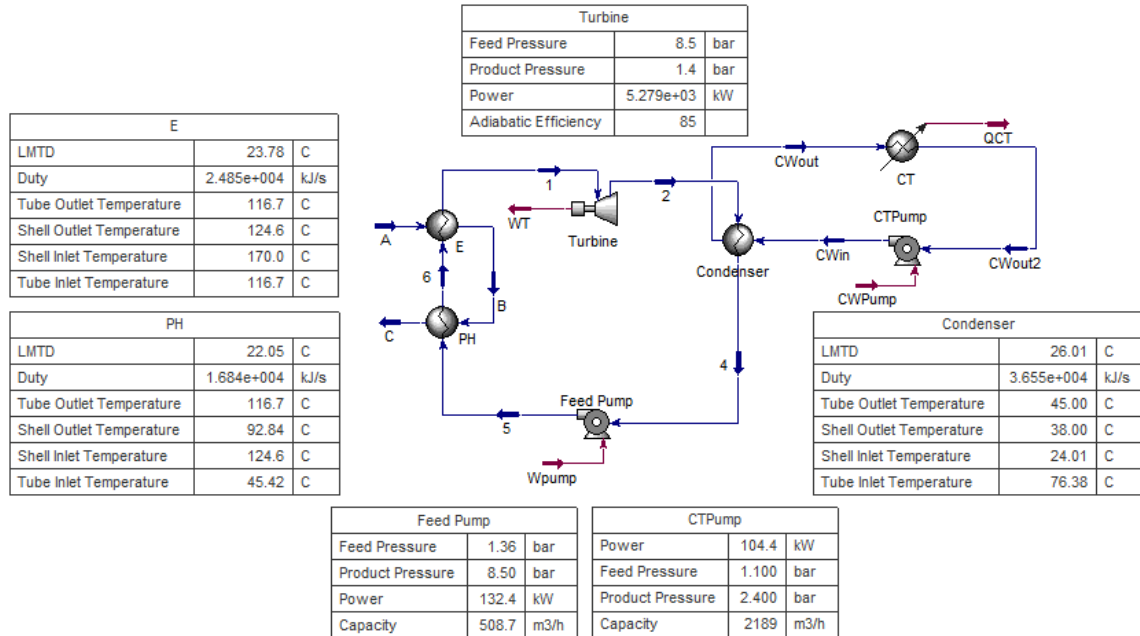 Turbine
Feed Pressure 8.5 bar
Product Pressure 1.4 bar
Power 5.279e+03 kW
Adiabatic Efficiency 85
E
LMTD 23.78 C
Duty 2.485e+004 kJ/s
Tube Outlet Temperature 116.7 C
Shell Outlet Temperature 124.6 C
Shell Inlet Temperature 170.0 C
Tube Inlet Temperature 116.7 C
QCT
CWout
CT
1
2
WT
Turbine
CTPump
A
E
Condenser
CWin
CWout2
6
B
CWPump
C
PH
4
PH
LMTD 22.05 C
Duty 1.684e+004 kJ/s
Tube Outlet Temperature 116.7 C
Shell Outlet Temperature 92.84 C
Shell Inlet Temperature 124.6 C
Tube Inlet Temperature 45.42 C
Condenser
LMTD 26.01 C
Duty 3.655e+004 kJ/s
Tube Outlet Temperature 45.00 C
Shell Outlet Temperature 38.00 C
Shell Inlet Temperature 24.01 C
Tube Inlet Temperature 76.38 C
Feed Pump
5
Wpump
Feed Pump
Feed Pressure 1.36 bar
Product Pressure 8.50 bar
Power 132.4 kW
Capacity 508.7 m3/h
CTPump
Power 104.4 kW
Feed Pressure 1.100 bar
Product Pressure 2.400 bar
Capacity 2189 m3/h